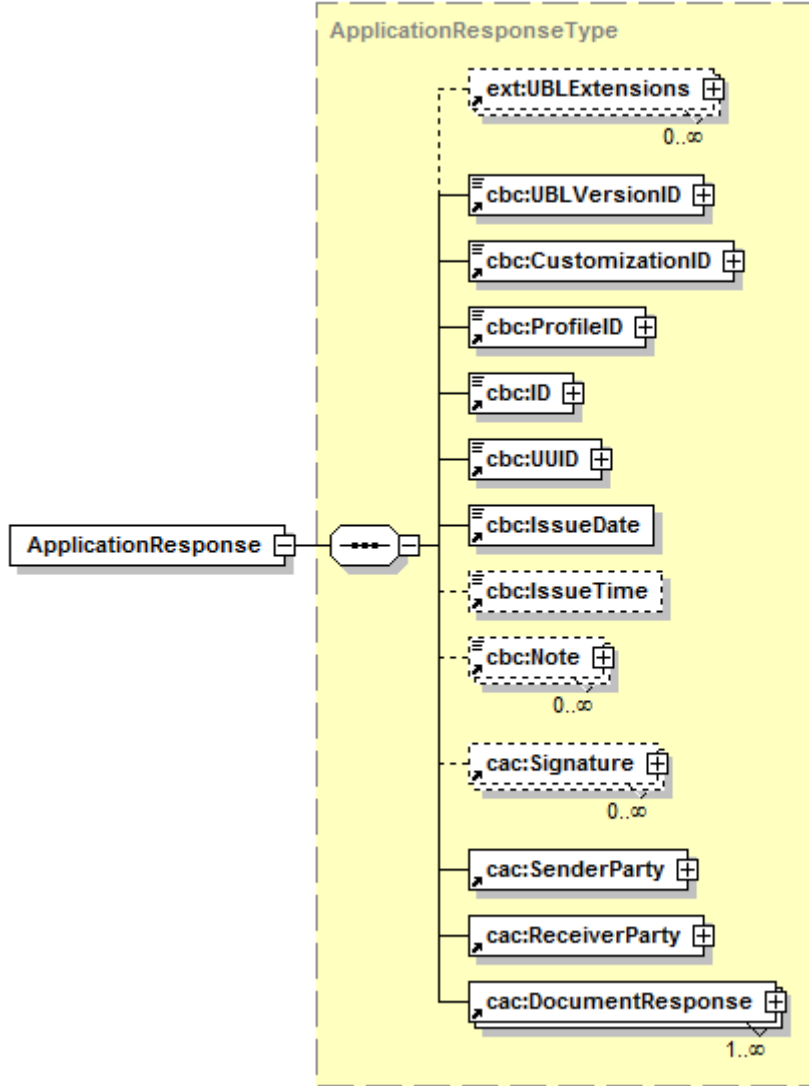 ApplicationResponseType
ext:UBLExtensions
0..∞
cbc:UBLVersionID
cbc:CustomizationID
cbc:ProfileID
cbc:ID
cbc:UUID
cbc:IssueDate
ApplicationResponse
cbc:IssueTime
cbc:Note
0..∞
cac:Signature
0..∞
cac:SenderParty
cac:ReceiverParty
cac:DocumentResponse
1..∞